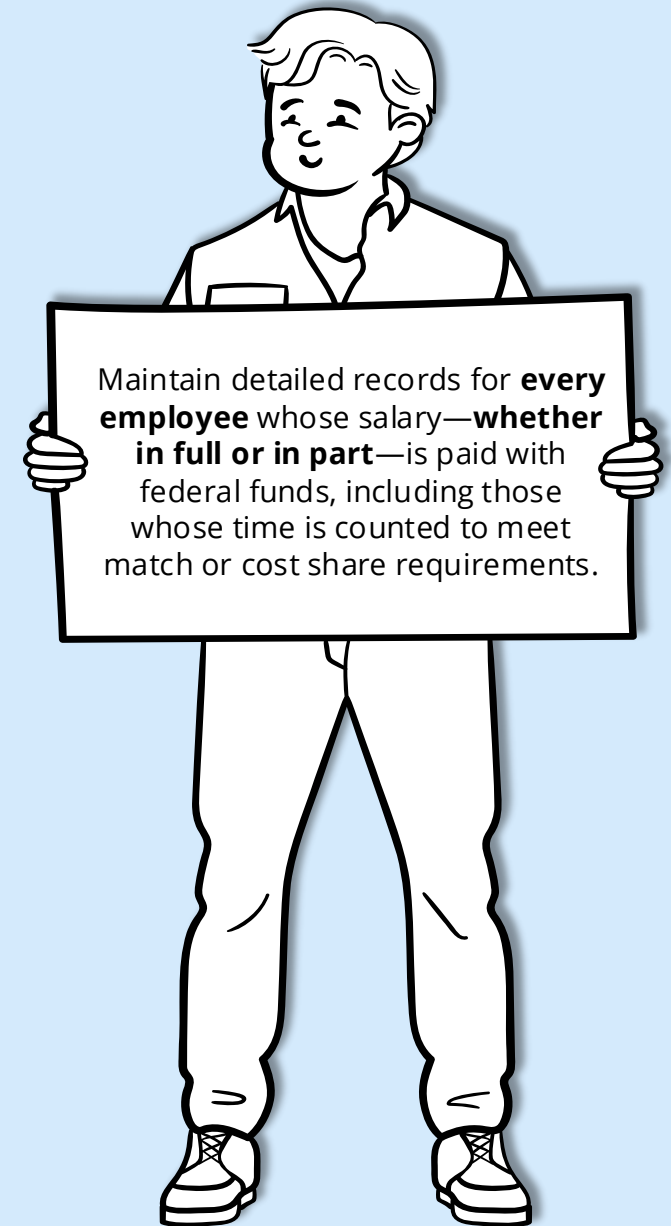 Maintain detailed records for every
employee whose salary—whether
in full or in part—is paid with
federal funds, including those
whose time is counted to meet
match or cost share requirements.